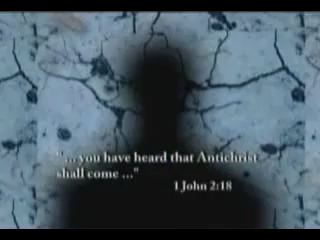 "... you have heard that Antichrist
shall come ..."
1 John 2:18